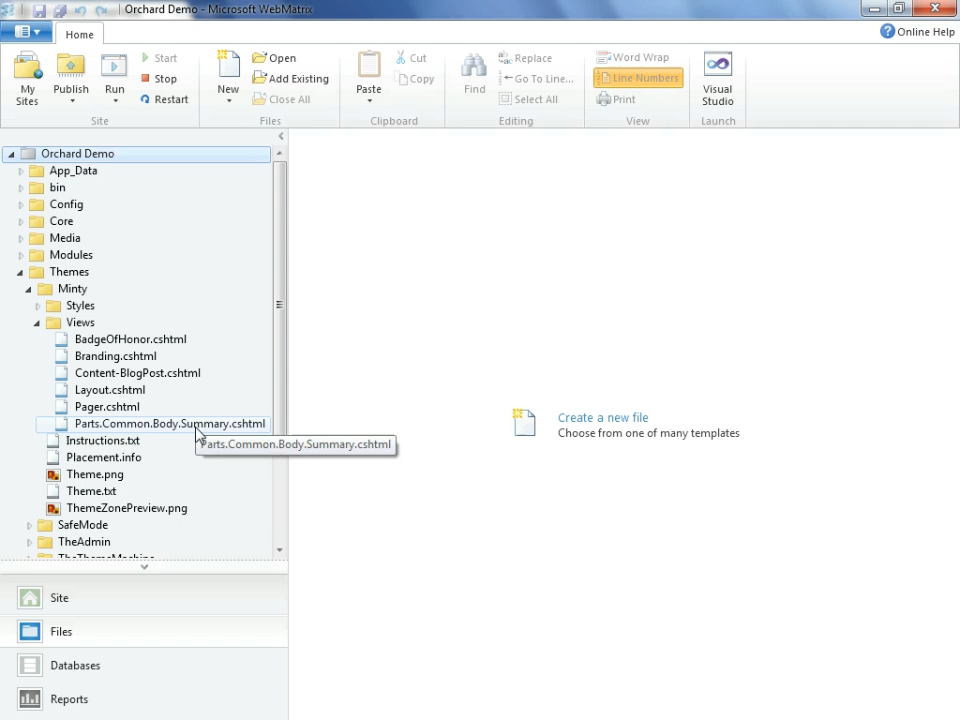 Orchard Demo - Microsoft WebMatrix
Home
Online Help
My Sites
Publish
Run
Start
Stop
Restart
Site
New
Open
Add Existing
Close All
Files
Paste
Cut
Copy
Clipboard
Find
Replace
Go To Line...
Select All
Editing
Word Wrap
Line Numbers
Print
View
Visual Studio
Launch
Orchard Demo
App_Data
bin
Config
Core
Media
Modules
Themes
Minty
Styles
Views
BadgeOfHonor.cshtml
Branding.cshtml
Content-BlogPost.cshtml
Layout.cshtml
Pager.cshtml
Parts.Common.Body.Summary.cshtml
Instructions.txt
Parts.Common.Body.Summary.cshtml
Placement.info
Theme.png
Theme.txt
ThemeZonePreview.png
SafeMode
TheAdmin
TheThemeMachine
Create a new file
Choose from one of many templates
Site
Files
Databases
Reports